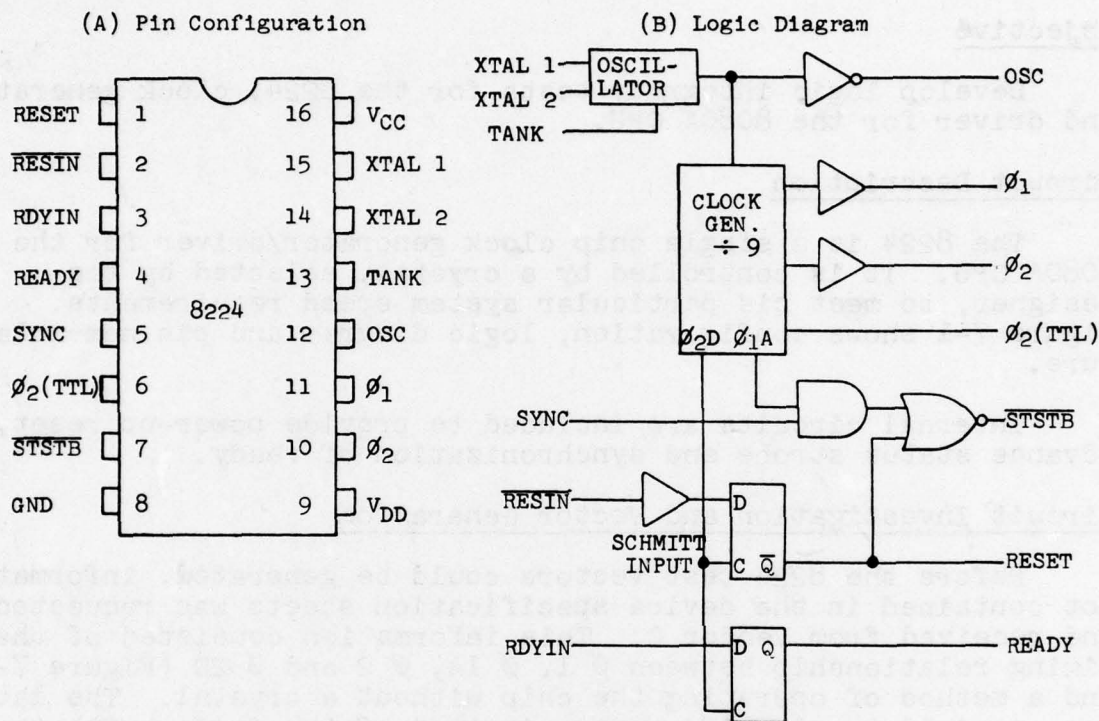 (A) Pin Configuration
RESET 1
RESIN 2
RDYIN 3
READY 4
SYNC 5
Ø2(TTL) 6
STSTB 7
GND 8
8224
16 VCC
15 XTAL 1
14 XTAL 2
13 TANK
12 OSC
11 Ø1
10 Ø2
9 VDD
(B) Logic Diagram
XTAL 1
XTAL 2
TANK
OSCIL-
LATOR
OSC
CLOCK
GEN.
÷ 9
Ø1
Ø2
Ø2(TTL)
Ø2D Ø1A
SYNC
STSTB
RESIN
SCHMITT
INPUT
D
C Q
RESET
RDYIN
D Q
C
READY